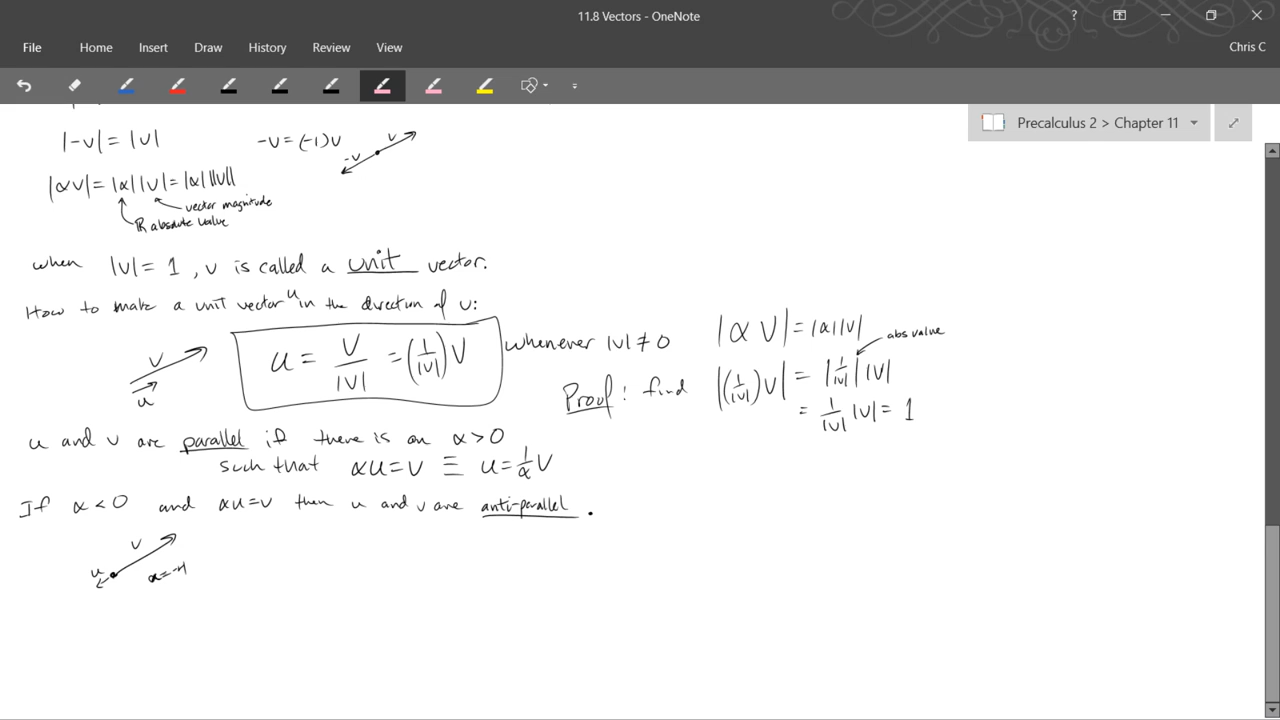 11.8 Vectors - OneNote
?
File Home Insert Draw History Review View
Chris C
Precalculus 2 > Chapter 11
|-v| = |v|
-v = (-1)v
-v v
|αv| = |α||v| = |α|‖v‖
vector magnitude
ℝ absolute value
when |v| = 1, v is called a unit vector.
How to make a unit vector u in the direction of v:
v
u
u = v/|v| = (1/|v|)v
whenever |v| ≠ 0
|αv| = |α||v|
abs value
Proof: find |(1/|v|)v| = |1/|v|||v|
= 1/|v| |v| = 1
u and v are parallel if there is an α > 0
such that αu = v ≡ u = 1/α v
If α < 0 and αu = v then u and v are anti-parallel.
v
u
α = -4